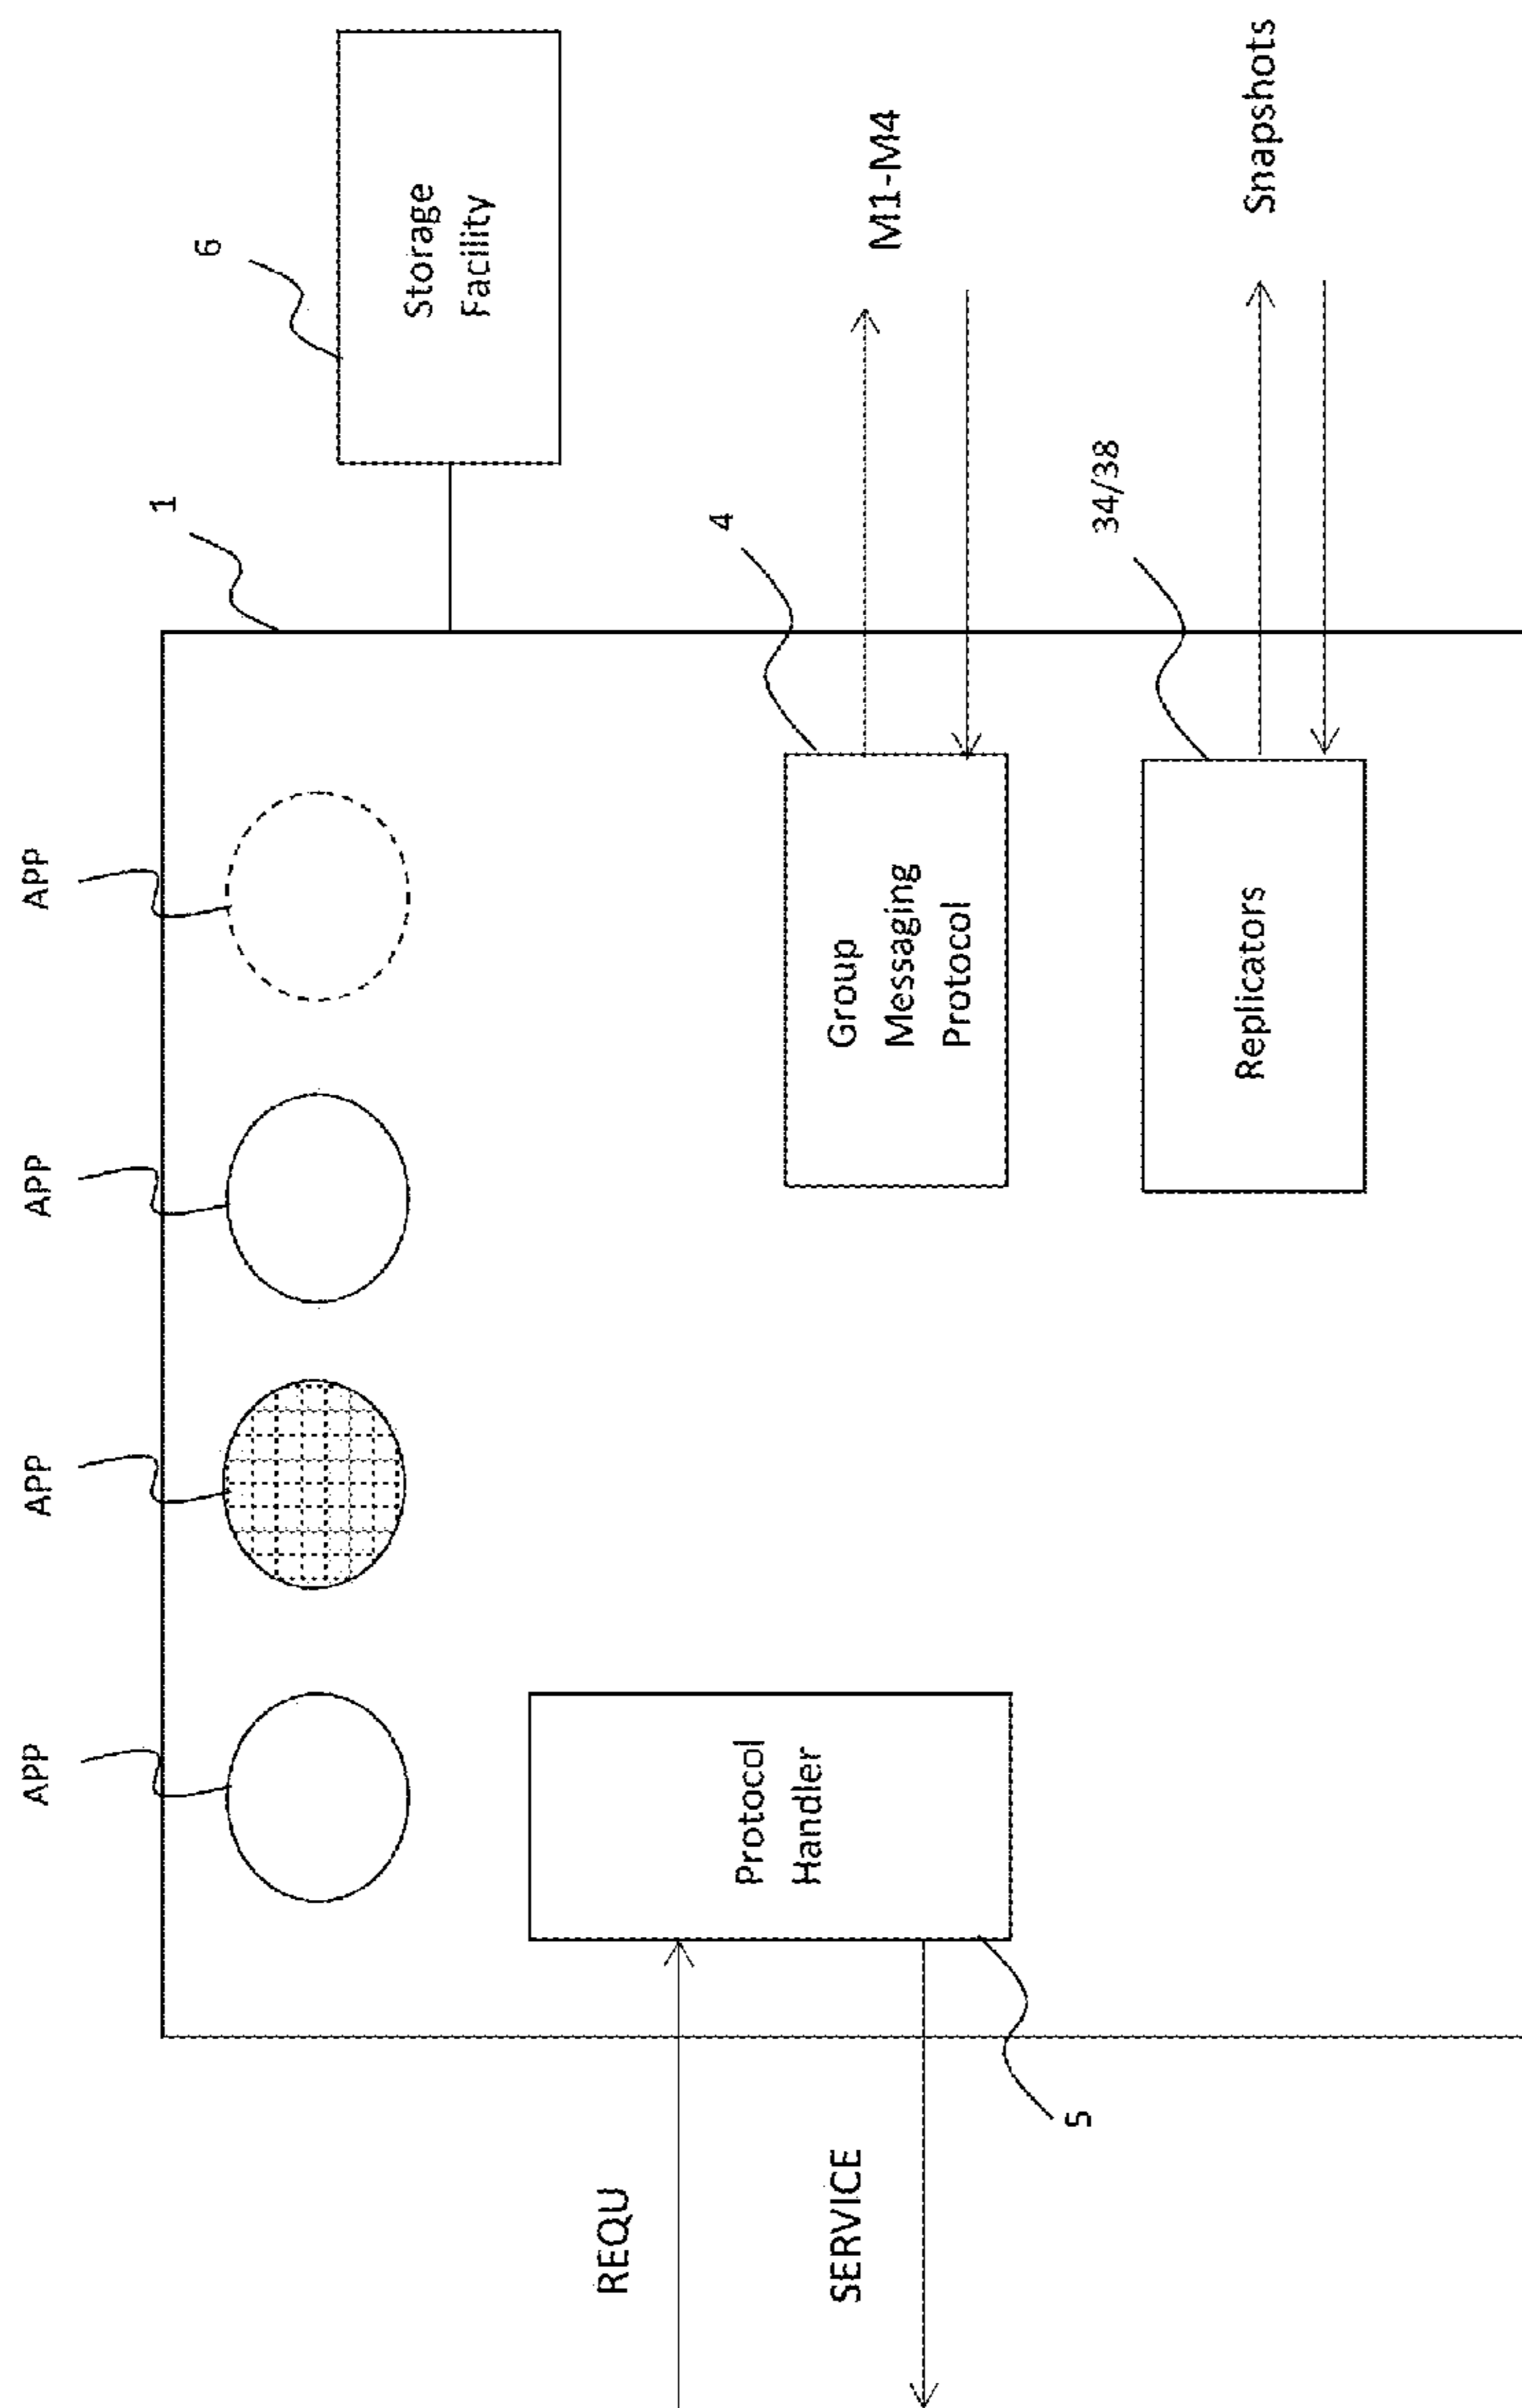 APP
APP
APP
APP
1
6
Storage
Facility
REQU
SERVICE
Protocol
Handler
5
Group
Messaging
Protocol
4
M1-M4
Replicators
34/38
Snapshots